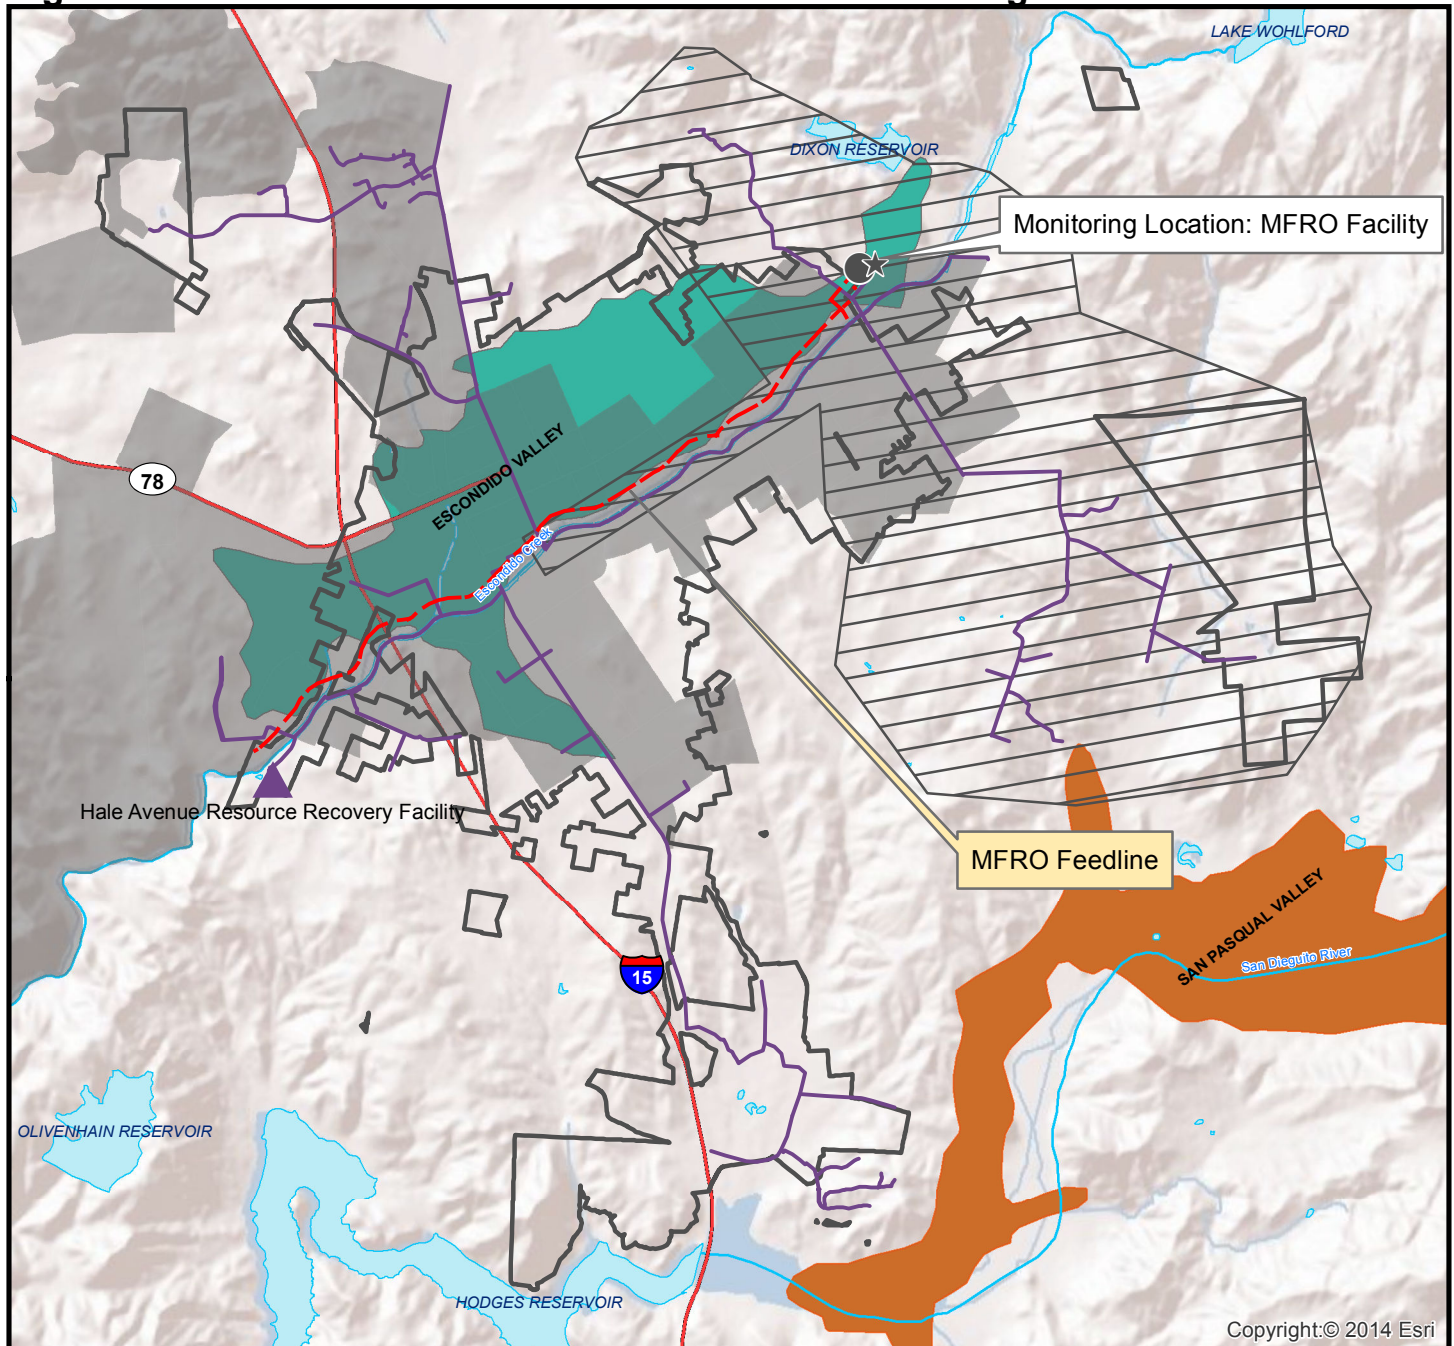 LAKE WOHLFORD
DIXON RESERVOIR
Monitoring Location: MFRO Facility
78
ESCONDIDO VALLEY
Escondido Creek
Hale Avenue Resource Recovery Facility
MFRO Feedline
SAN PASQUAL VALLEY
San Dieguito River
15
OLIVENHAIN RESERVOIR
HODGES RESERVOIR
Copyright:© 2014 Esri